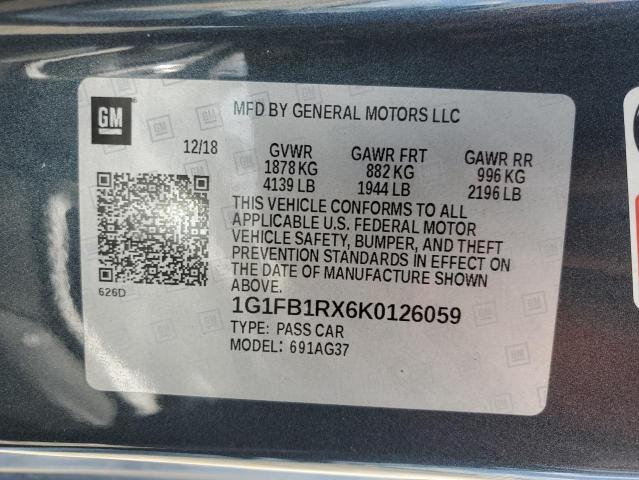 GM
MFD BY GENERAL MOTORS LLC
12/18 GVWR GAWR FRT GAWR RR
1878 KG 882 KG 996 KG
4139 LB 1944 LB 2196 LB
THIS VEHICLE CONFORMS TO ALL
APPLICABLE U.S. FEDERAL MOTOR
VEHICLE SAFETY, BUMPER, AND THEFT
PREVENTION STANDARDS IN EFFECT ON
THE DATE OF MANUFACTURE SHOWN
ABOVE.
626D
1G1FB1RX6K0126059
TYPE: PASS CAR
MODEL: 691AG37